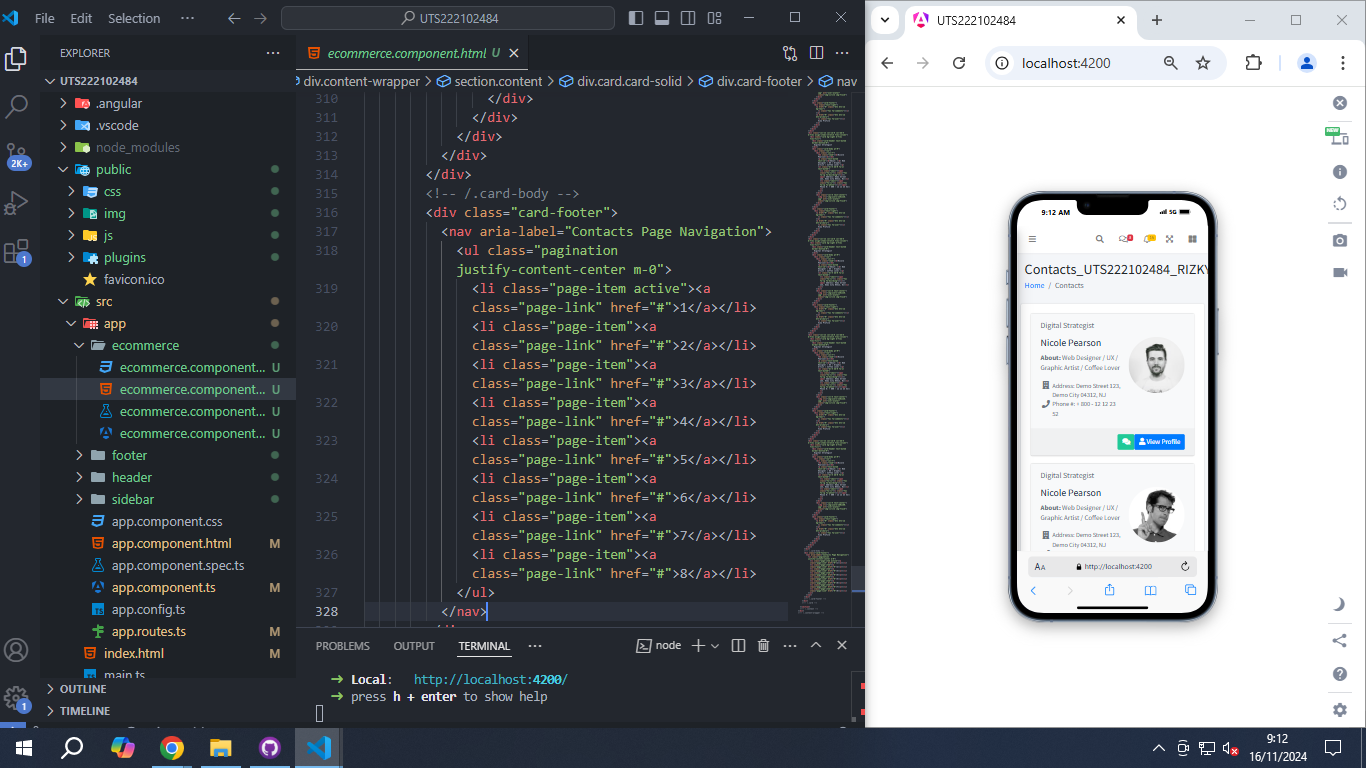 File Edit Selection
UTS222102484
EXPLORER
UTS222102484
.angular
.vscode
node_modules
public
css
img
js
plugins
favicon.ico
src
app
ecommerce
ecommerce.component... U
ecommerce.component... U
ecommerce.component... U
ecommerce.component... U
footer
header
sidebar
app.component.css
app.component.html M
app.component.spec.ts
app.component.ts M
app.config.ts
app.routes.ts M
index.html M
main.ts
OUTLINE
TIMELINE
2K+
1
1
ecommerce.component.html U
div.content-wrapper > section.content > div.card.card-solid > div.card-footer > nav
310 </div>
311 </div>
312 </div>
313 </div>
314 </div>
315 <!-- /.card-body -->
316 <div class="card-footer">
317 <nav aria-label="Contacts Page Navigation">
318 <ul class="pagination
justify-content-center m-0">
319 <li class="page-item active"><a
class="page-link" href="#">1</a></li>
320 <li class="page-item"><a
class="page-link" href="#">2</a></li>
321 <li class="page-item"><a
class="page-link" href="#">3</a></li>
322 <li class="page-item"><a
class="page-link" href="#">4</a></li>
323 <li class="page-item"><a
class="page-link" href="#">5</a></li>
324 <li class="page-item"><a
class="page-link" href="#">6</a></li>
325 <li class="page-item"><a
class="page-link" href="#">7</a></li>
326 <li class="page-item"><a
class="page-link" href="#">8</a></li>
327 </ul>
328 </nav>
PROBLEMS OUTPUT TERMINAL
node
➜ Local: http://localhost:4200/
➜ press h + enter to show help
UTS222102484
localhost:4200
NEW
9:12 AM
5G
Contacts_UTS222102484_RIZKY
Home / Contacts
Digital Strategist
Nicole Pearson
About: Web Designer / UX /
Graphic Artist / Coffee Lover
Address: Demo Street 123,
Demo City 04312, NJ
Phone #: + 800 - 12 12 23
52
View Profile
Digital Strategist
Nicole Pearson
About: Web Designer / UX /
Graphic Artist / Coffee Lover
Address: Demo Street 123,
Demo City 04312, NJ
AA http://localhost:4200
9:12
16/11/2024